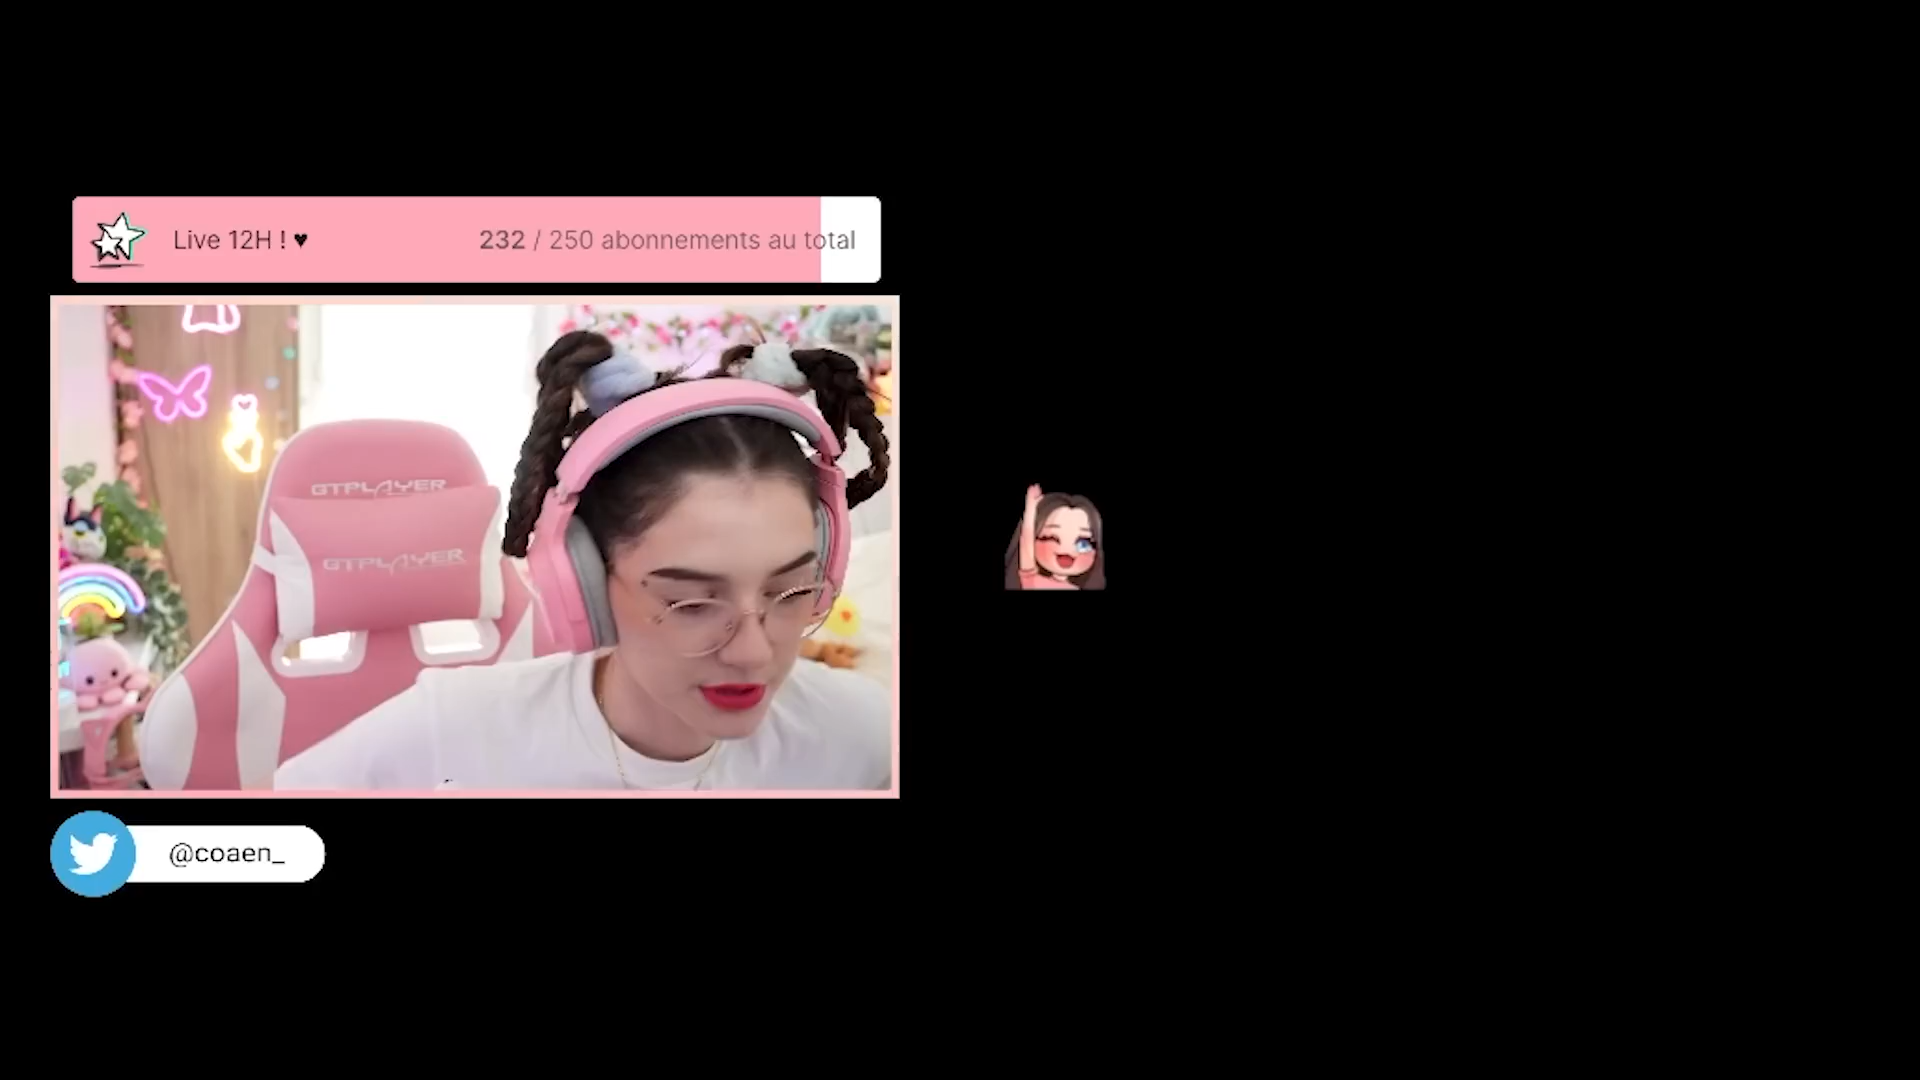 Live 12H ! ♥ 232 / 250 abonnements au total
GTPLAYER
GTPLAYER
@coaen_